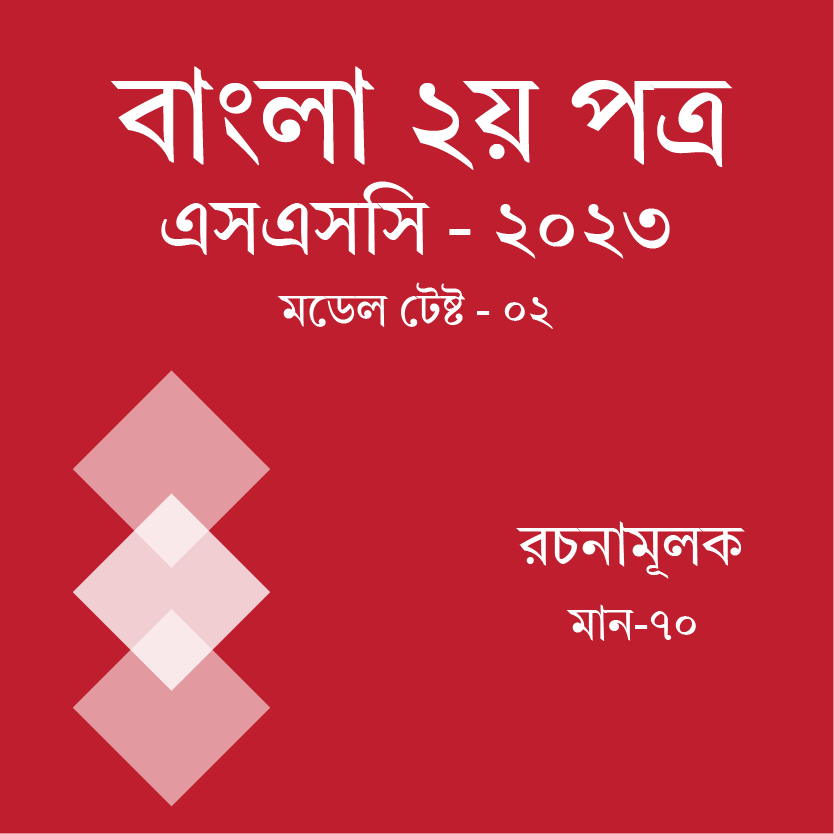 বাংলা ২য় পত্র
এসএসসি - ২০২৩
মডেল টেষ্ট - ০২
রচনামূলক
মান-৭০